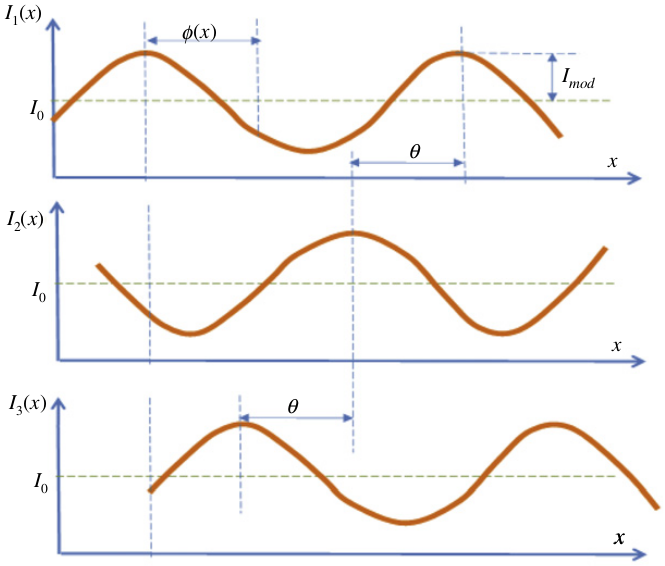 I₁(x)
ϕ(x)
I₀
Iₘₒ𝒹
θ
x
I₂(x)
I₀
x
I₃(x)
θ
I₀
x